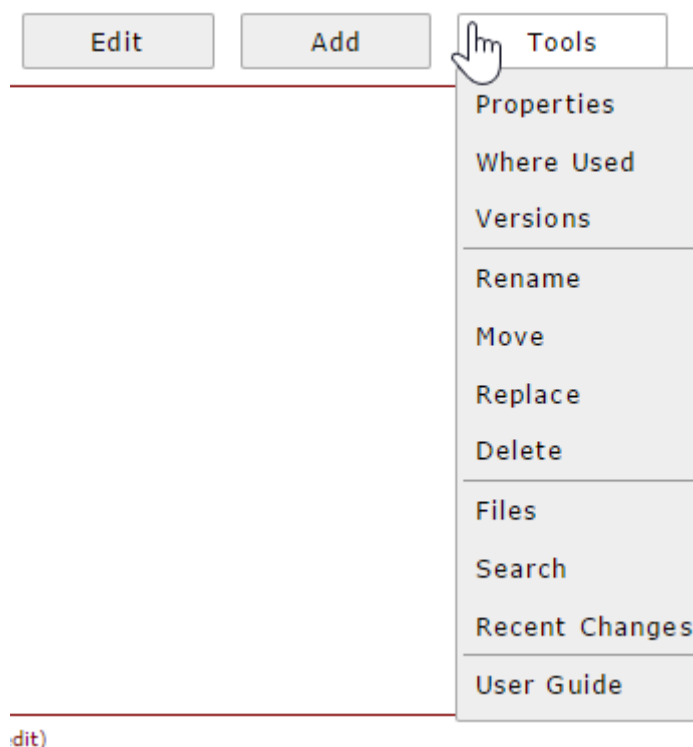 Edit Add Tools
Properties
Where Used
Versions
Rename
Move
Replace
Delete
Files
Search
Recent Changes
User Guide
dit)